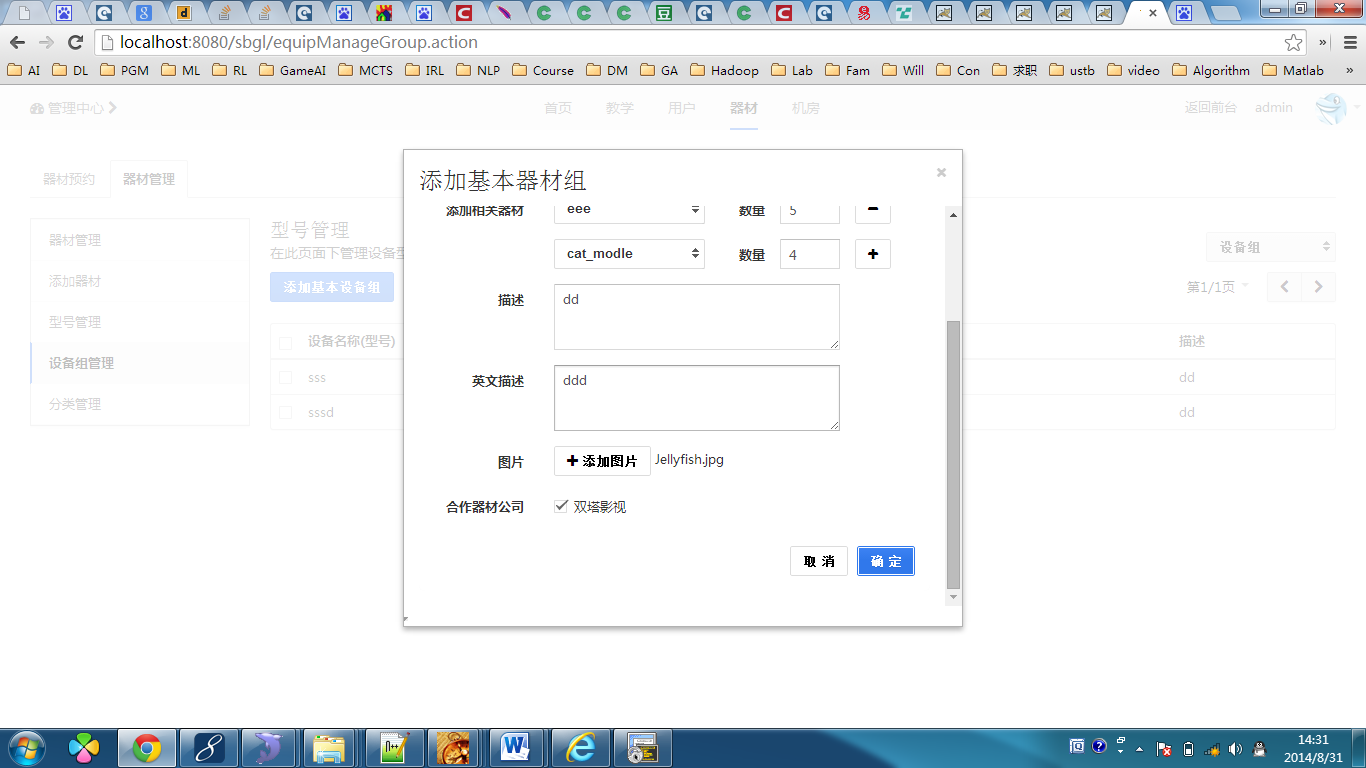 localhost:8080/sbgl/equipManageGroup.action
AI DL PGM ML RL GameAI MCTS IRL NLP Course DM GA Hadoop Lab Fam Will Con 求职 ustb video Algorithm Matlab »
管理中心 首页 教学 用户 器材 机房 返回前台 admin
器材预约 器材管理
添加基本器材组 ×
添加相关器材 eee 数量 5
cat_modle 数量 4
描述 dd
英文描述 ddd
图片 添加图片 Jellyfish.jpg
合作器材公司 双塔影视
取 消 确 定
器材管理
添加器材
型号管理
设备组管理
分类管理
型号管理
在此页面下管理设备型
设备组
添加基本设备组
第1/1页
设备名称(型号) 描述
sss dd
sssd dd
14:31
2014/8/31